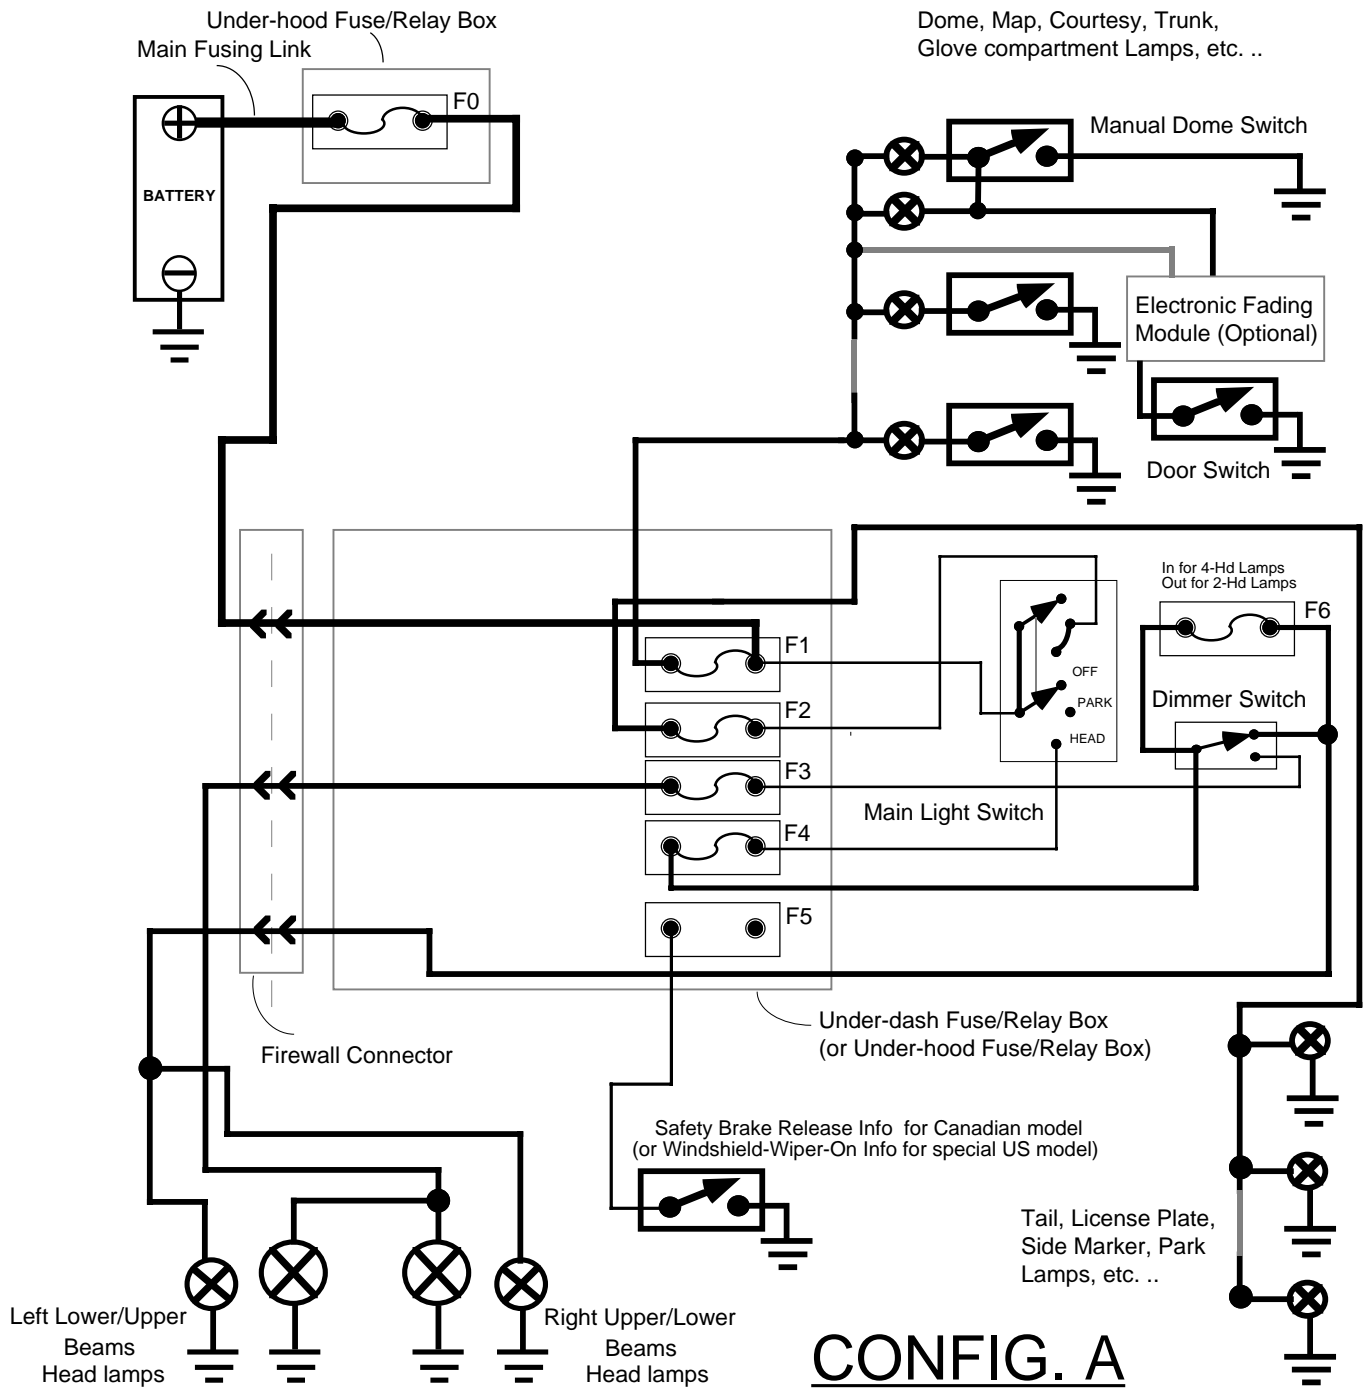 Under-hood Fuse/Relay Box
Main Fusing Link
F0
BATTERY
Dome, Map, Courtesy, Trunk,
Glove compartment Lamps, etc. ..
Manual Dome Switch
Electronic Fading
Module (Optional)
Door Switch
In for 4-Hd Lamps
Out for 2-Hd Lamps
F6
F1
OFF
PARK
HEAD
Dimmer Switch
F2
F3
Main Light Switch
F4
F5
Under-dash Fuse/Relay Box
(or Under-hood Fuse/Relay Box)
Firewall Connector
Safety Brake Release Info for Canadian model
(or Windshield-Wiper-On Info for special US model)
Tail, License Plate,
Side Marker, Park
Lamps, etc. ..
Left Lower/Upper
Beams
Head lamps
Right Upper/Lower
Beams
Head lamps
CONFIG. A